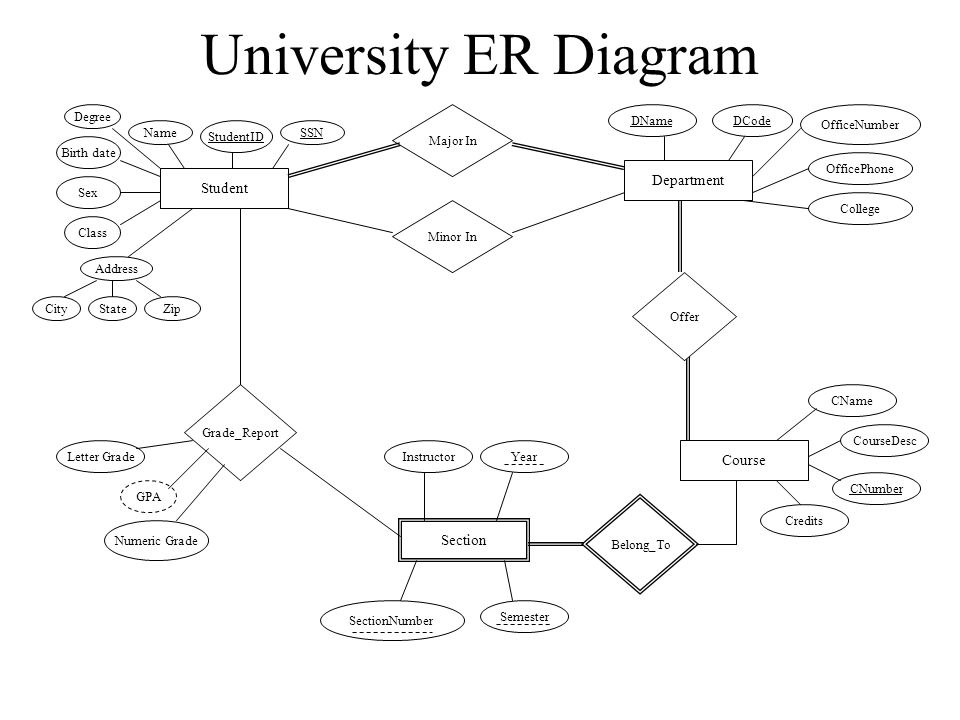 University ER Diagram
Degree
Name
StudentID
SSN
Birth date
Student
Sex
Class
Address
City
State
Zip
Major In
Minor In
DName
DCode
OfficeNumber
Department
OfficePhone
College
Offer
CName
CourseDesc
Course
CNumber
Credits
Grade_Report
Letter Grade
GPA
Numeric Grade
Instructor
Year
Section
Belong_To
SectionNumber
Semester